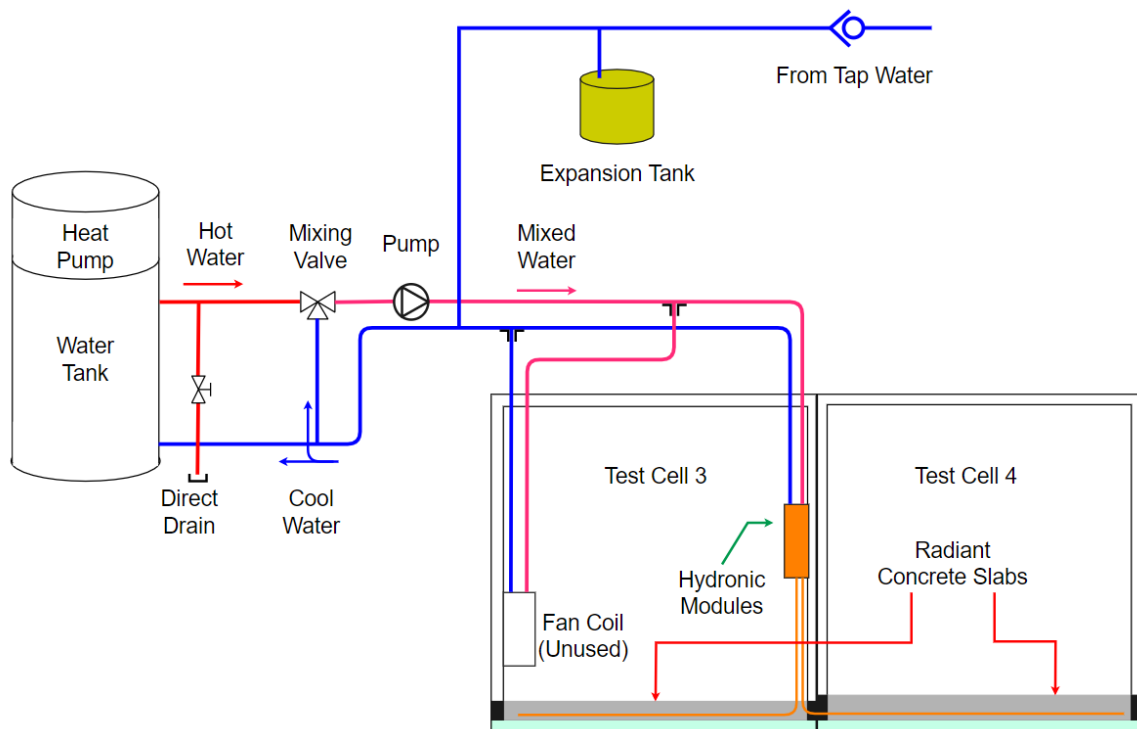 From Tap Water
Expansion Tank
Heat
Pump
Hot
Water
Mixing
Valve
Pump
Mixed
Water
Water
Tank
Direct
Drain
Cool
Water
Test Cell 3
Test Cell 4
Hydronic
Modules
Radiant
Concrete Slabs
Fan Coil
(Unused)